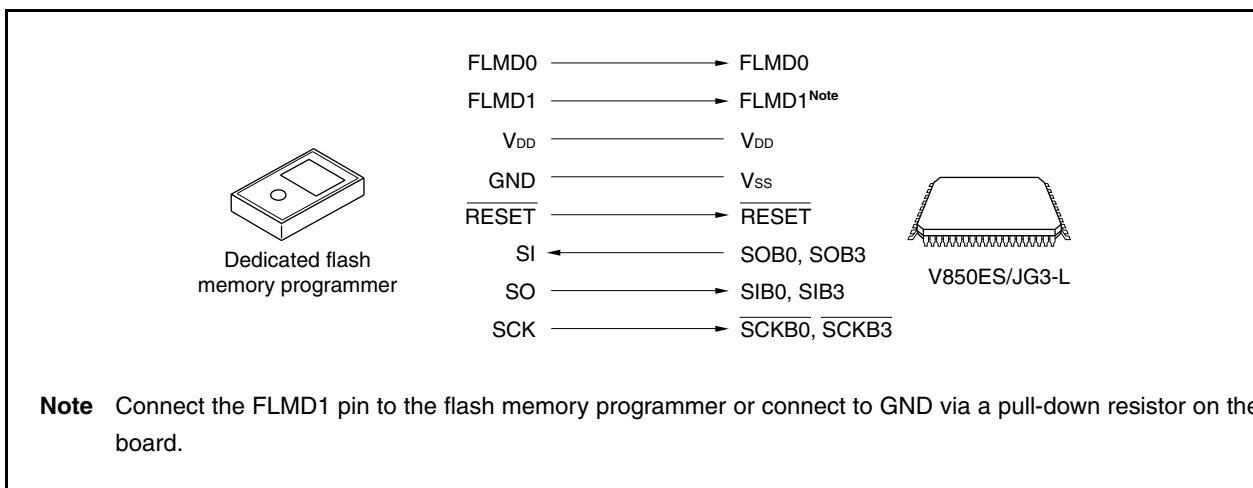 FLMD0 FLMD0
FLMD1 FLMD1Note
VDD VDD
GND VSS
RESET RESET
SI SOB0, SOB3
SO SIB0, SIB3
SCK SCKB0, SCKB3
Dedicated flash
memory programmer
V850ES/JG3-L
Note Connect the FLMD1 pin to the flash memory programmer or connect to GND via a pull-down resistor on the
board.